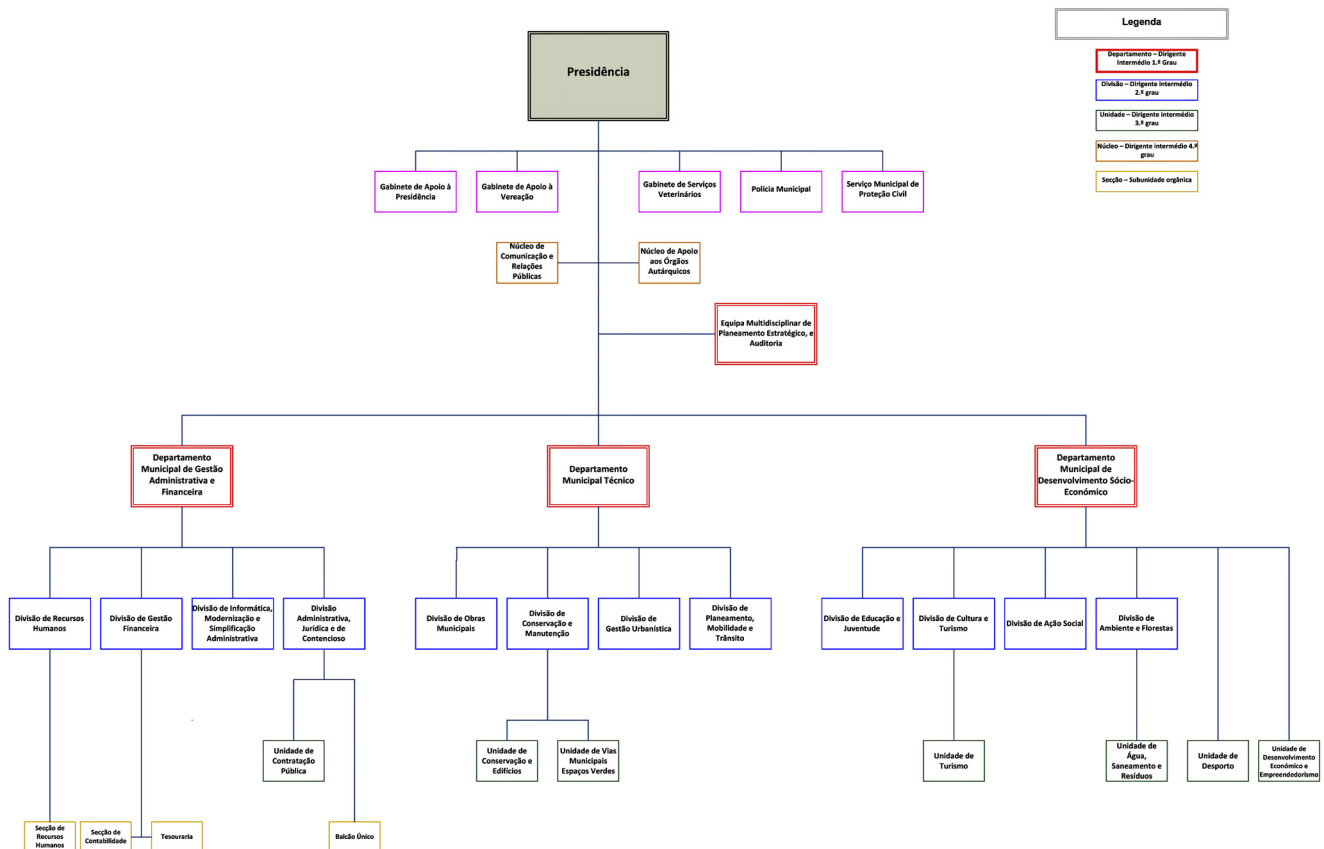 Legenda
Presidência
Departamento – Dirigente
Intermédio 1.º Grau
Divisão – Dirigente intermédio
2.º grau
Unidade – Dirigente intermédio
3.º grau
Núcleo – Dirigente intermédio 4.º
grau
Secção – Subunidade orgânica
Gabinete de Apoio à
Presidência
Gabinete de Apoio à
Vereação
Gabinete de Serviços
Veterinários
Polícia Municipal
Serviço Municipal de
Proteção Civil
Núcleo de
Comunicação e
Relações
Públicas
Núcleo de Apoio
aos Órgãos
Autárquicos
Equipa Multidisciplinar de
Planeamento Estratégico, e
Auditoria
Departamento
Municipal de Gestão
Administrativa e
Financeira
Departamento
Municipal Técnico
Departamento
Municipal de
Desenvolvimento Sócio-
Económico
Divisão de Recursos
Humanos
Divisão de Gestão
Financeira
Divisão de Informática,
Modernização e
Simplificação
Administrativa
Divisão
Administrativa,
Jurídica e de
Contencioso
Divisão de Obras
Municipais
Divisão de
Conservação e
Manutenção
Divisão de
Gestão Urbanística
Divisão de
Planeamento,
Mobilidade e
Trânsito
Divisão de Educação e
Juventude
Divisão de Cultura e
Turismo
Divisão de Ação Social
Divisão de
Ambiente e Florestas
Unidade de
Contratação
Pública
Unidade de
Conservação e
Edifícios
Unidade de Vias
Municipais
Espaços Verdes
Unidade de
Turismo
Unidade de
Água,
Saneamento e
Resíduos
Unidade de
Desporto
Unidade de
Desenvolvimento
Económico e
Empreendedorismo
Secção de
Recursos
Humanos
Secção de
Contabilidade
Tesouraria
Balcão Único